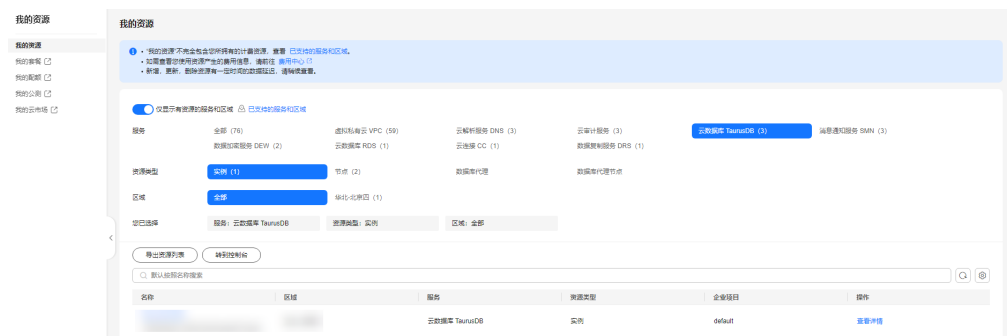 我的资源
我的资源
我的套餐
我的配额
我的公测
我的云市场
我的资源
• "我的资源"不完全包含您所拥有的计费资源，查看 已支持的服务和区域。
• 如需查看您使用资源产生的费用信息，请前往 费用中心
• 新增、更新、删除资源有一定时间的数据延迟，请稍候查看。
仅显示有资源的服务和区域 已支持的服务和区域
服务 全部 (76) 虚拟私有云 VPC (59) 云解析服务 DNS (3) 云审计服务 (3) 云数据库 TaurusDB (3) 消息通知服务 SMN (3)
数据加密服务 DEW (2) 云数据库 RDS (1) 云连接 CC (1) 数据复制服务 DRS (1)
资源类型 实例 (1) 节点 (2) 数据库代理 数据库代理节点
区域 全部 华北-北京四 (1)
您已选择 服务：云数据库 TaurusDB 资源类型：实例 区域：全部
导出资源列表 转到控制台
默认按照名称搜索
名称 区域 服务 资源类型 企业项目 操作
云数据库 TaurusDB 实例 default 查看详情